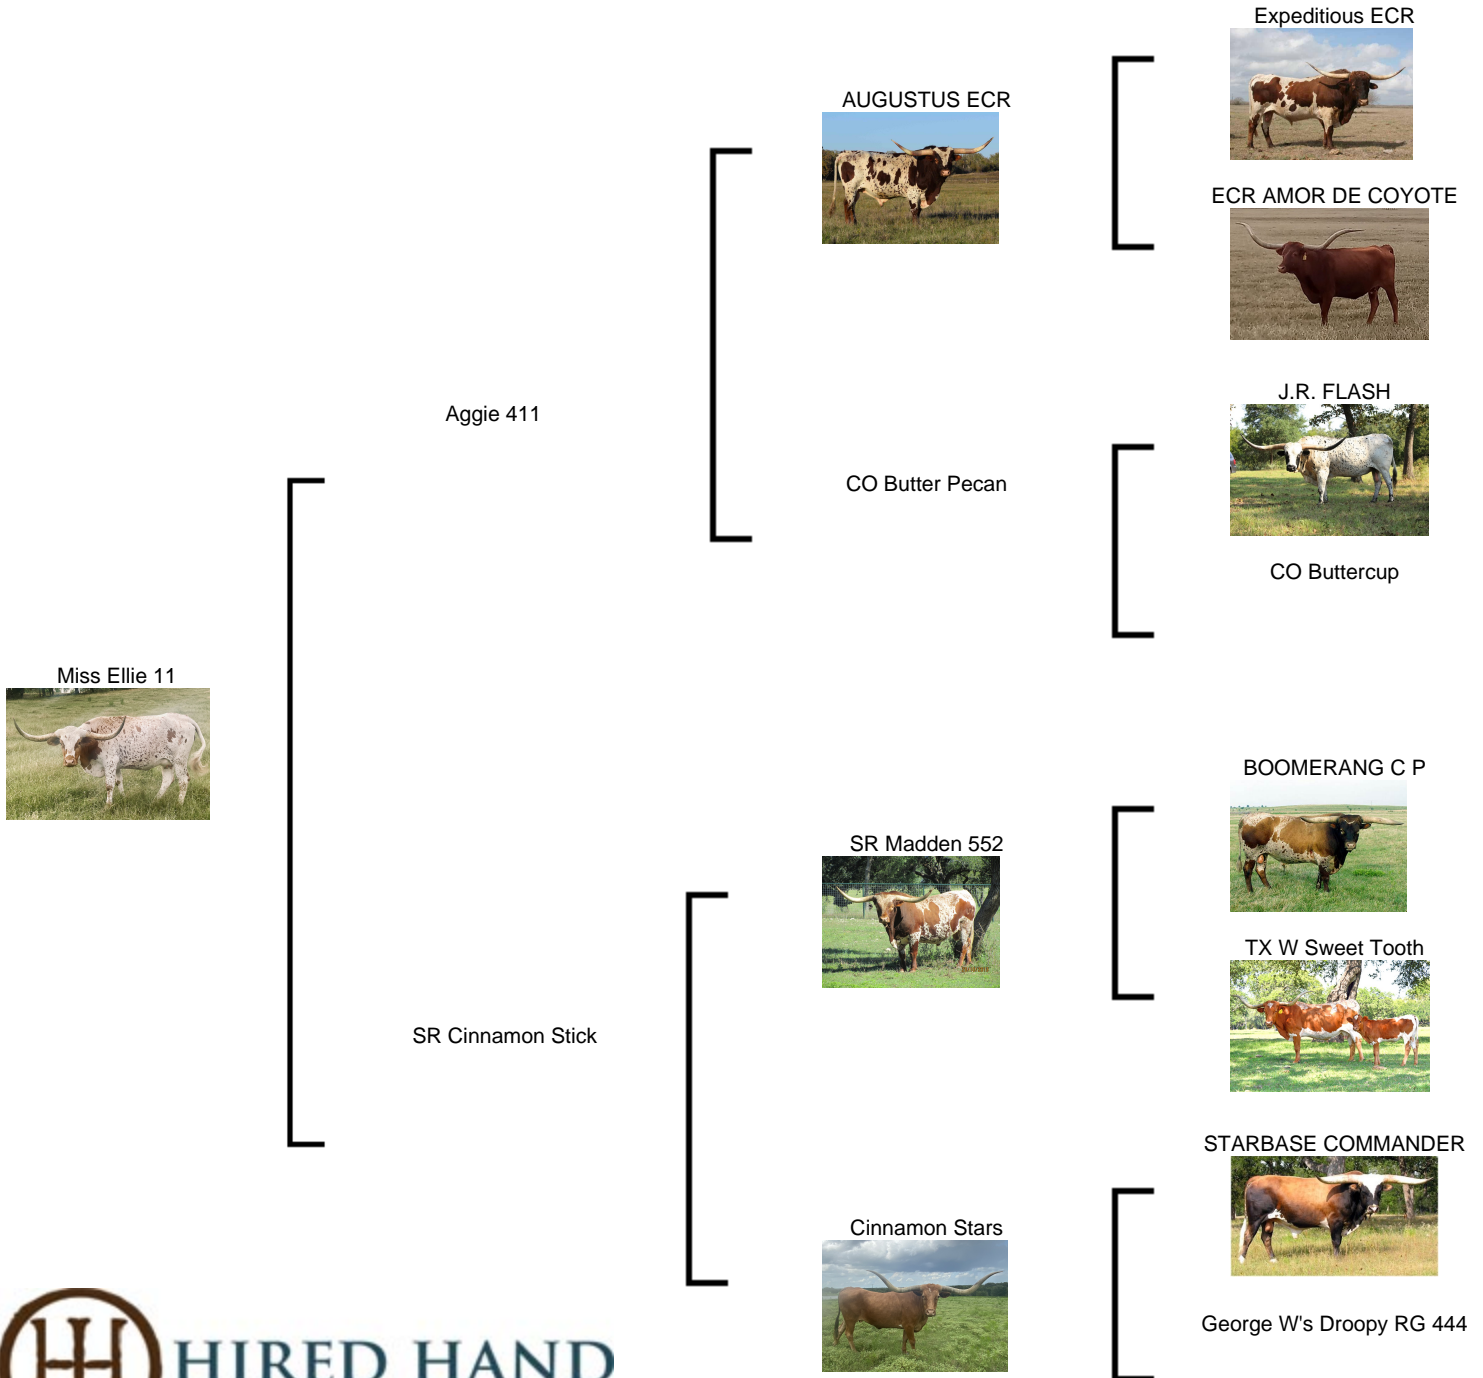 Expeditious ECR
AUGUSTUS ECR
ECR AMOR DE COYOTE
J.R. FLASH
Aggie 411
CO Butter Pecan
CO Buttercup
Miss Ellie 11
BOOMERANG C P
SR Madden 552
TX W Sweet Tooth
SR Cinnamon Stick
STARBASE COMMANDER
Cinnamon Stars
George W's Droopy RG 444
HIRED HAND